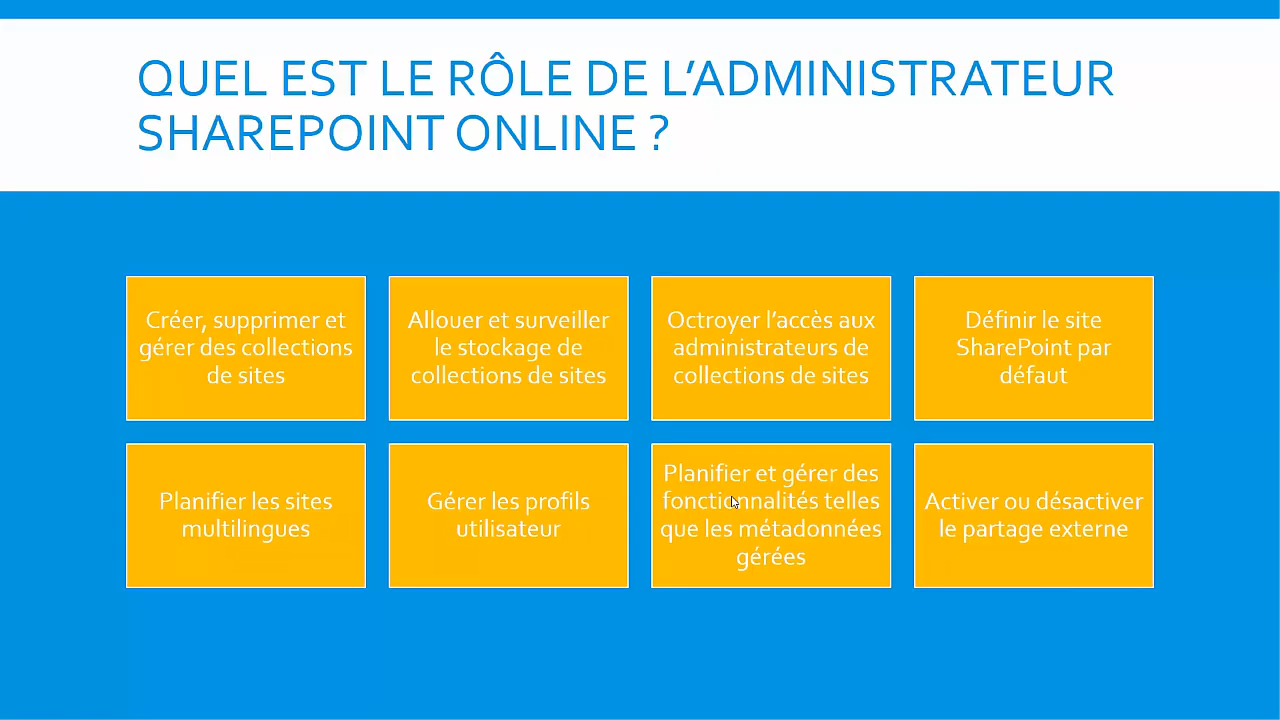 QUEL EST LE RÔLE DE L’ADMINISTRATEUR
SHAREPOINT ONLINE ?
Créer, supprimer et
gérer des collections
de sites
Allouer et surveiller
le stockage de
collections de sites
Octroyer l’accès aux
administrateurs de
collections de sites
Définir le site
SharePoint par
défaut
Planifier les sites
multilingues
Gérer les profils
utilisateur
Planifier et gérer des
fonctionnalités telles
que les métadonnées
gérées
Activer ou désactiver
le partage externe